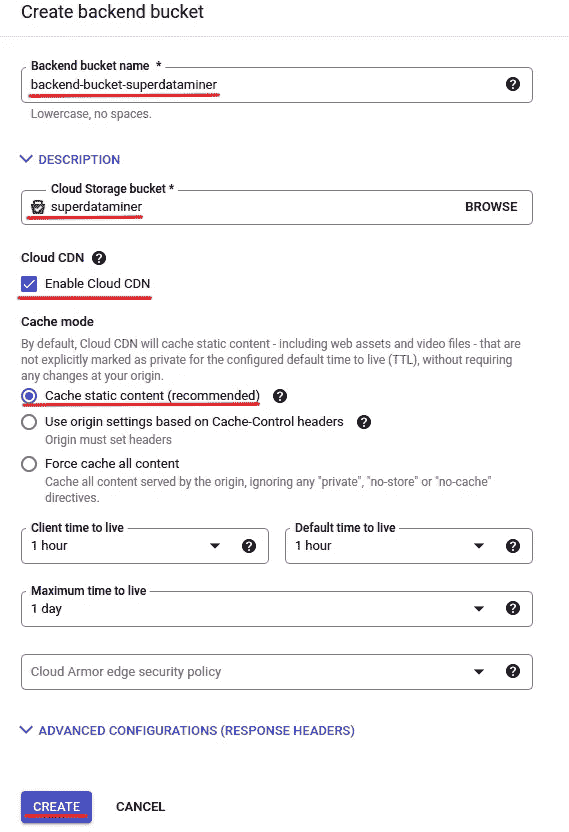 Create backend bucket
Backend bucket name *
backend-bucket-superdataminer
Lowercase, no spaces.
DESCRIPTION
Cloud Storage bucket *
superdataminer
BROWSE
Cloud CDN
Enable Cloud CDN
Cache mode
By default, Cloud CDN will cache static content - including web assets and video files - that are
not explicitly marked as private for the configured default time to live (TTL), without requiring
any changes at your origin.
Cache static content (recommended)
Use origin settings based on Cache-Control headers
Origin must set headers
Force cache all content
Cache all content served by the origin, ignoring any "private", "no-store" or "no-cache"
directives.
Client time to live
1 hour
Default time to live
1 hour
Maximum time to live
1 day
Cloud Armor edge security policy
ADVANCED CONFIGURATIONS (RESPONSE HEADERS)
CREATE
CANCEL